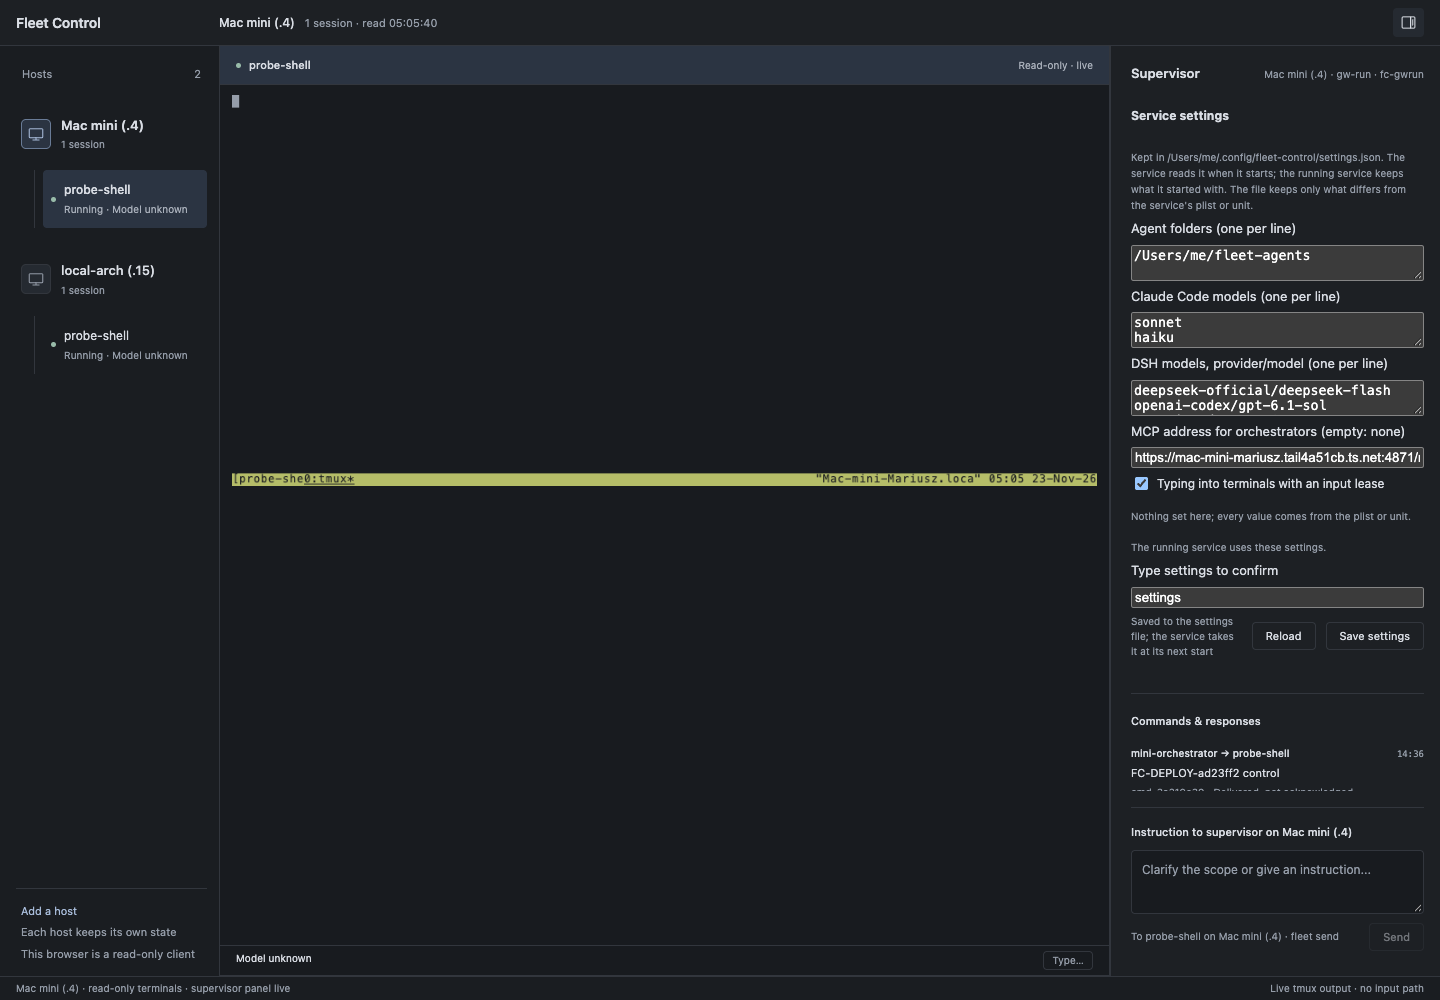 Fleet Control
Mac mini (.4) 1 session · read 05:05:40
Hosts 2
Mac mini (.4)
1 session
probe-shell
Running · Model unknown
local-arch (.15)
1 session
probe-shell
Running · Model unknown
Add a host
Each host keeps its own state
This browser is a read-only client
probe-shell Read-only · live
[probe-she0:tmux* "Mac-mini-Mariusz.loca" 05:05 23-Nov-26
Model unknown Type...
Supervisor Mac mini (.4) · gw-run · fc-gwrun
Service settings
Kept in /Users/me/.config/fleet-control/settings.json. The
service reads it when it starts; the running service keeps
what it started with. The file keeps only what differs from
the service's plist or unit.
Agent folders (one per line)
/Users/me/fleet-agents
Claude Code models (one per line)
sonnet
haiku
DSH models, provider/model (one per line)
deepseek-official/deepseek-flash
openai-codex/gpt-6.1-sol
MCP address for orchestrators (empty: none)
https://mac-mini-mariusz.tail4a51cb.ts.net:4871/
Typing into terminals with an input lease
Nothing set here; every value comes from the plist or unit.
The running service uses these settings.
Type settings to confirm
settings
Saved to the settings
file; the service takes
it at its next start
Reload Save settings
Commands & responses
mini-orchestrator → probe-shell 14:36
FC-DEPLOY-ad23ff2 control
Instruction to supervisor on Mac mini (.4)
Clarify the scope or give an instruction...
To probe-shell on Mac mini (.4) · fleet send Send
Mac mini (.4) · read-only terminals · supervisor panel live
Live tmux output · no input path